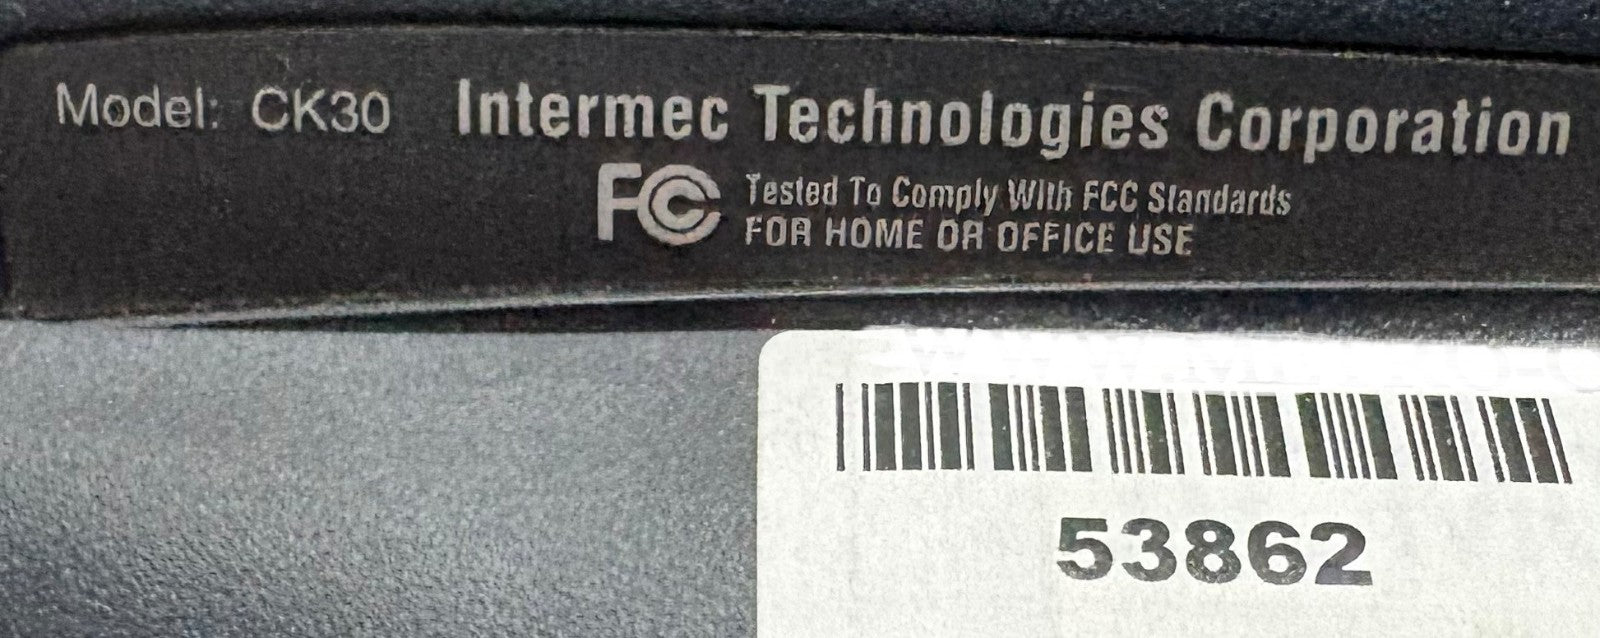 Model: CK30 Intermec Technologies Corporation
FC Tested To Comply With FCC Standards
FOR HOME OR OFFICE USE
53862